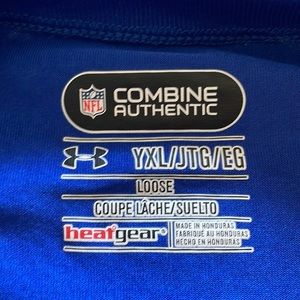 NFL
COMBINE
AUTHENTIC
YXL/JTG/EG
LOOSE
COUPE LÂCHE/SUELTO
heatgear®
MADE IN HONDURAS
FABRIQUÉ AU HONDURAS
HECHO EN HONDURAS